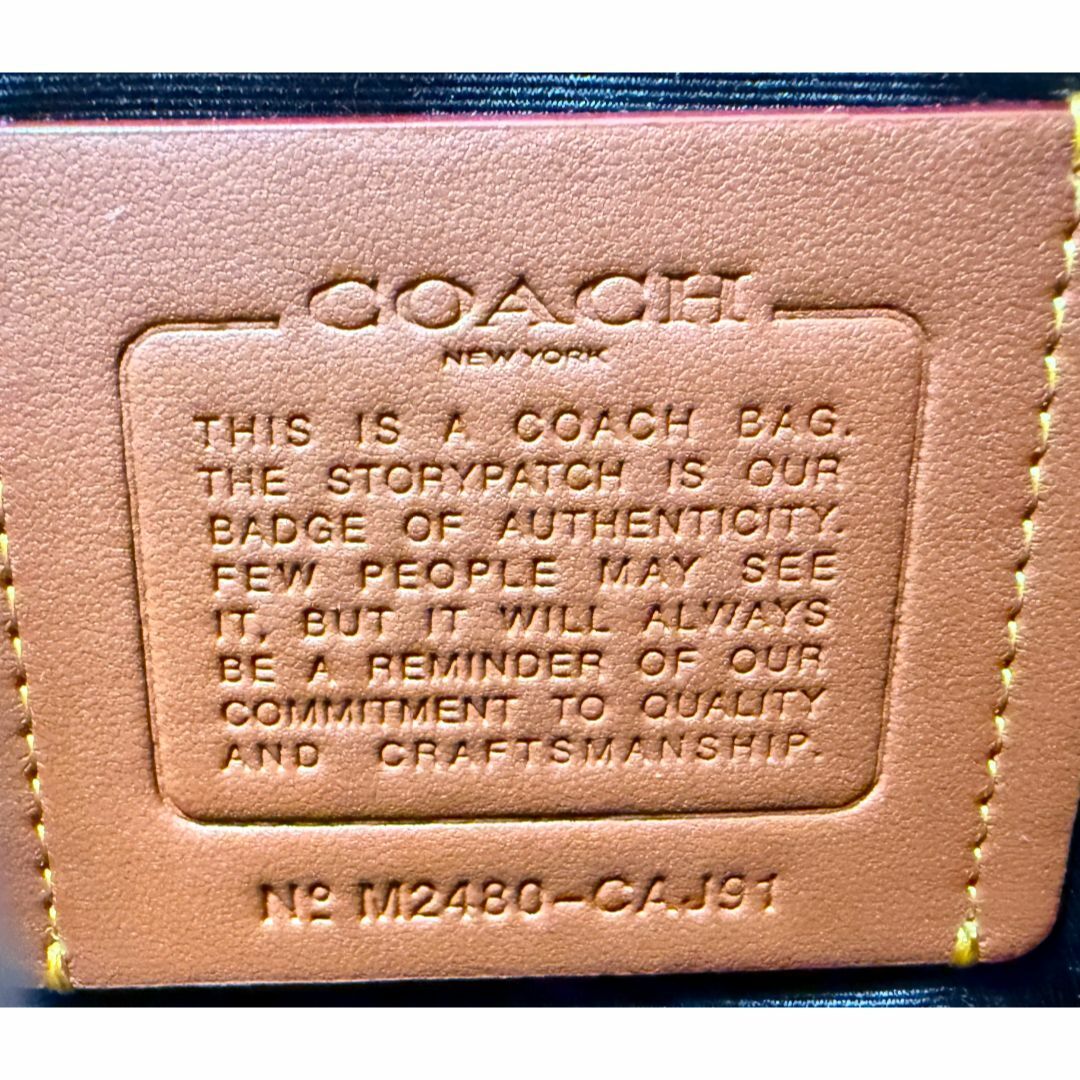 COACH
NEW YORK
THIS IS A COACH BAG.
THE STORYPATCH IS OUR
BADGE OF AUTHENTICITY.
FEW PEOPLE MAY SEE
IT, BUT IT WILL ALWAYS
BE A REMINDER OF OUR
COMMITMENT TO QUALITY
AND CRAFTSMANSHIP.
Nº M2480-CAJ91